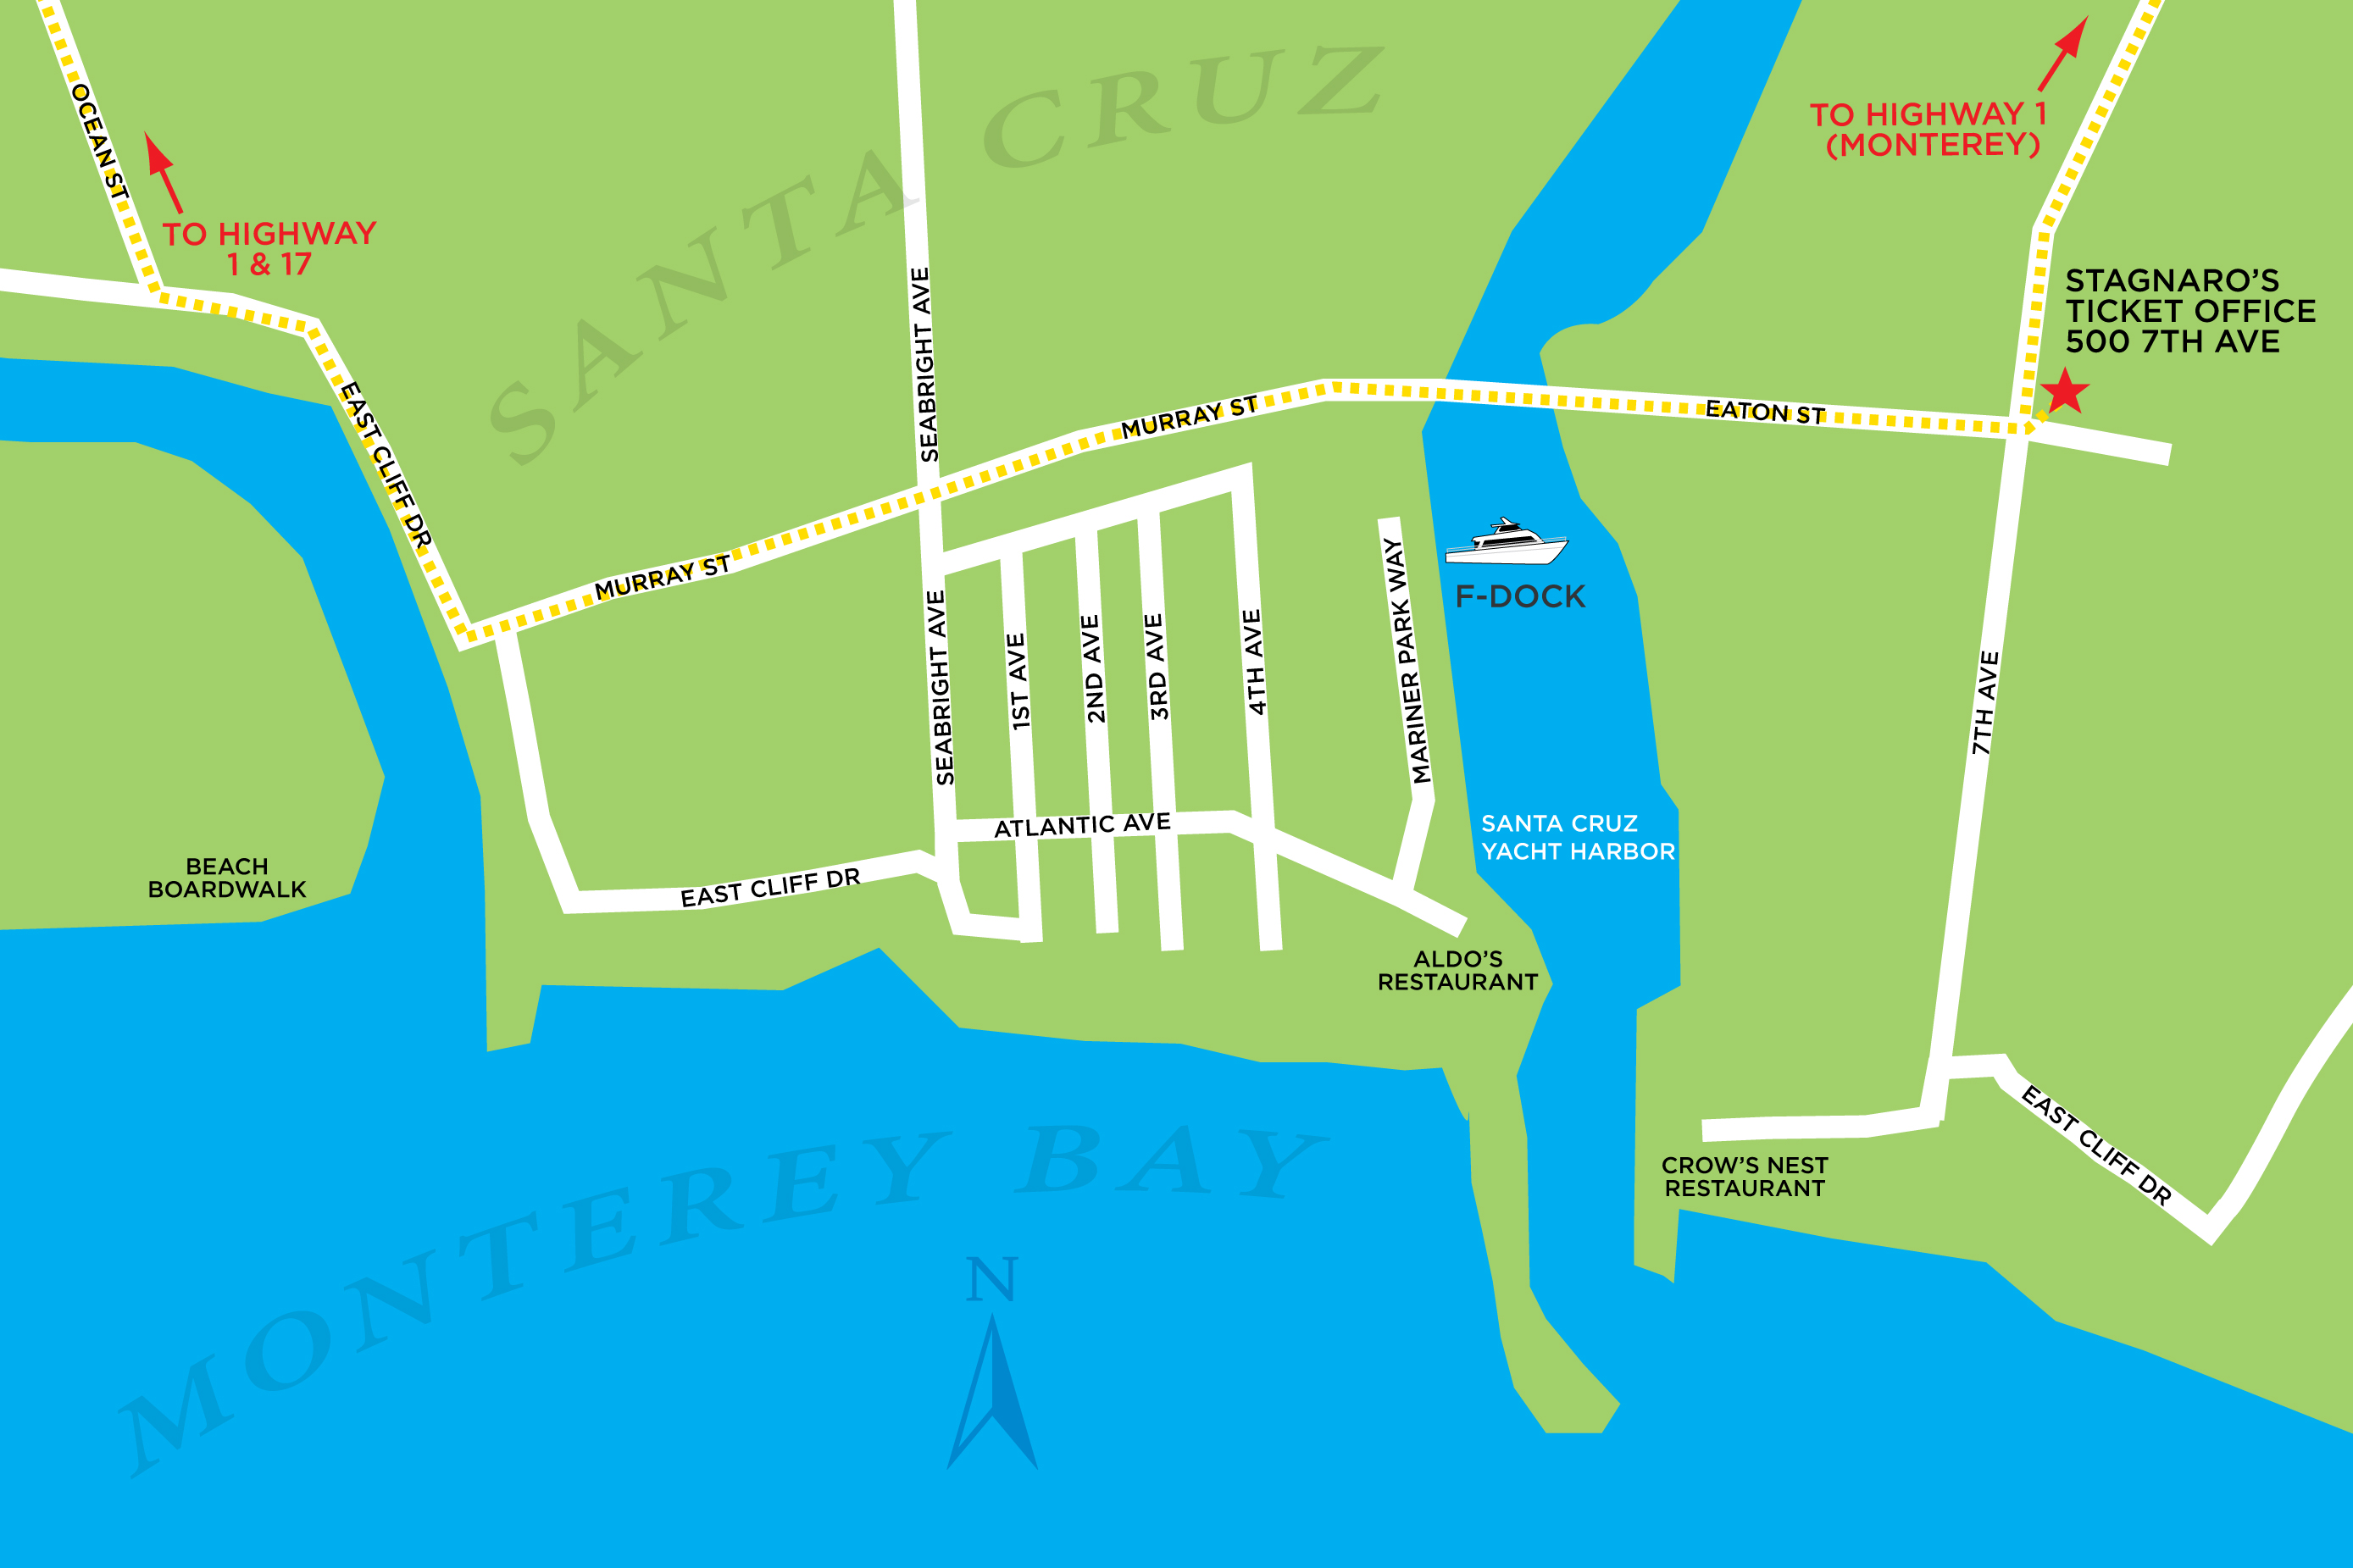 SANTA CRUZ
OCEAN ST
TO HIGHWAY
1 & 17
TO HIGHWAY 1
(MONTEREY)
STAGNARO’S
TICKET OFFICE
500 7TH AVE
SEABRIGHT AVE
EAST CLIFF DR
MURRAY ST
EATON ST
MURRAY ST
F-DOCK
SEABRIGHT AVE
1ST AVE
2ND AVE
3RD AVE
4TH AVE
MARINER PARK WAY
7TH AVE
SANTA CRUZ
YACHT HARBOR
ATLANTIC AVE
BEACH
BOARDWALK
EAST CLIFF DR
ALDO’S
RESTAURANT
CROW’S NEST
RESTAURANT
EAST CLIFF DR
MONTEREY BAY
N